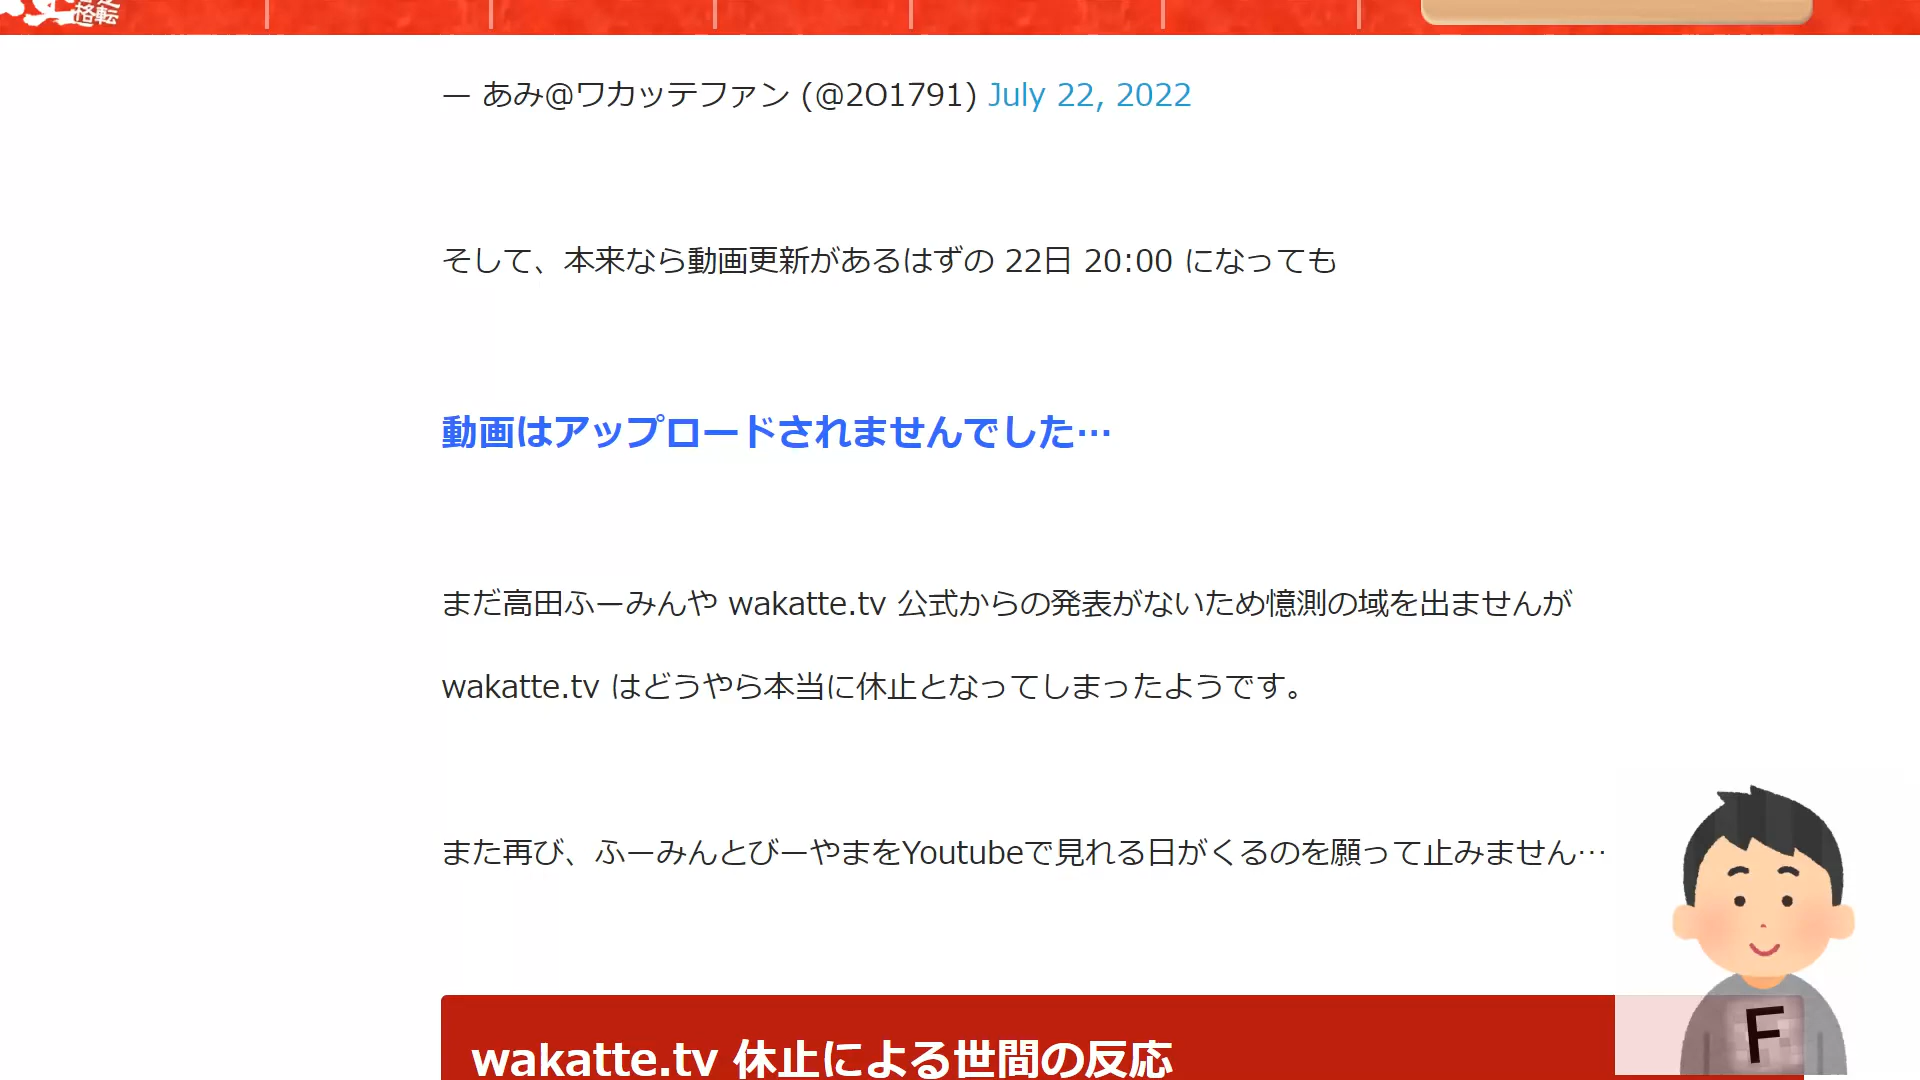 格転
— あみ@ワカッテファン (@2O1791) July 22, 2022
そして、本来なら動画更新があるはずの 22日 20:00 になっても
動画はアップロードされませんでした…
まだ高田ふーみんや wakatte.tv 公式からの発表がないため憶測の域を出ませんが
wakatte.tv はどうやら本当に休止となってしまったようです。
また再び、ふーみんとびーやまをYoutubeで見れる日がくるのを願って止みません…
wakatte.tv 休止による世間の反応
F